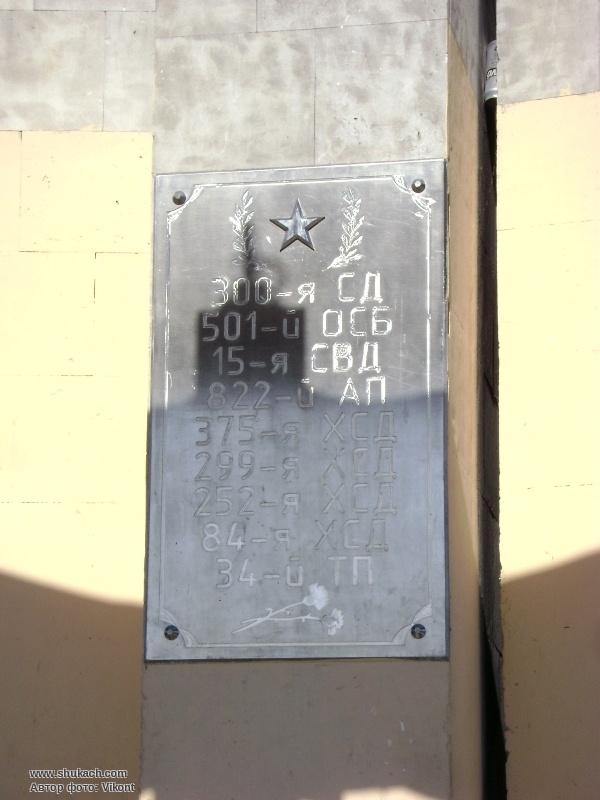 300-я СД
501-й ОСБ
15-я СВД
822-й АП
375-я ХСД
299-я ХСД
252-я ХСД
84-я ХСД
34-й ТП
www.shukach.com
Автор фото: Vikont